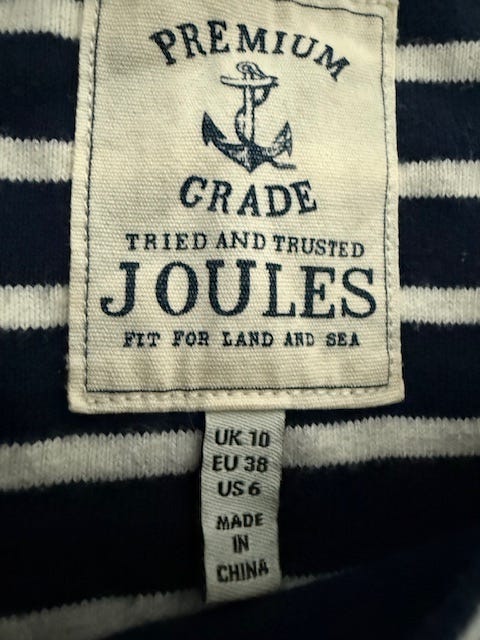 PREMIUM
GRADE
TRIED AND TRUSTED
JOULES
FIT FOR LAND AND SEA
UK 10
EU 38
US 6
MADE
IN
CHINA